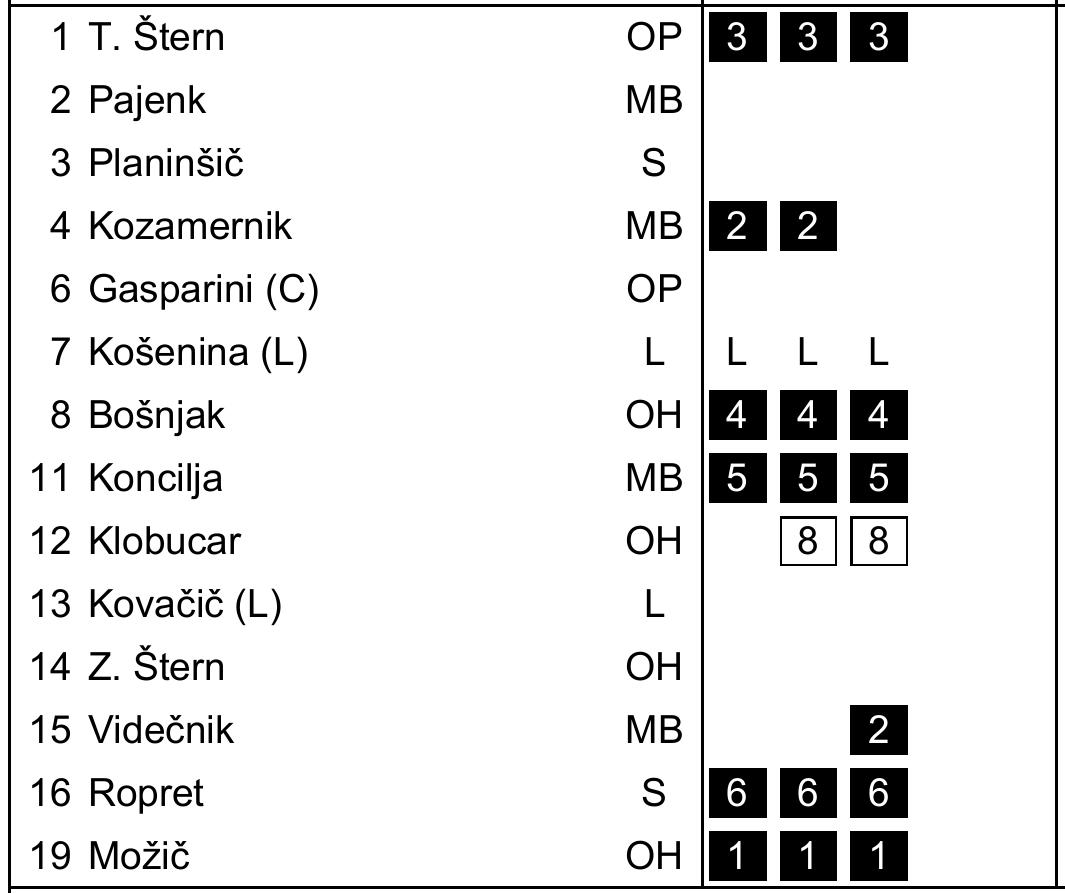 1 T. Štern OP 3 3 3
2 Pajenk MB
3 Planinšič S
4 Kozamernik MB 2 2
6 Gasparini (C) OP
7 Košenina (L) L L L L
8 Bošnjak OH 4 4 4
11 Koncilja MB 5 5 5
12 Klobucar OH 8 8
13 Kovačič (L) L
14 Z. Štern OH
15 Videčnik MB 2
16 Ropret S 6 6 6
19 Možič OH 1 1 1